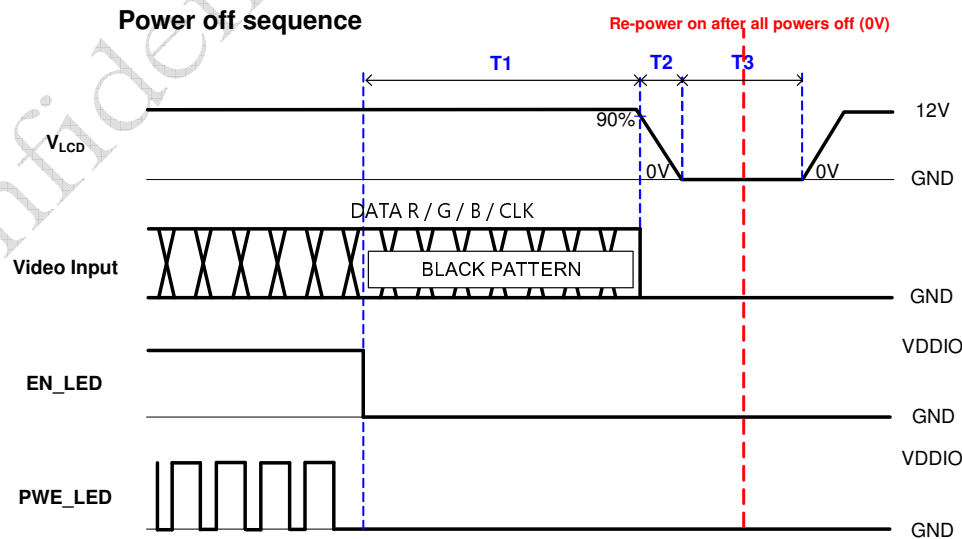 Power off sequence
Re-power on after all powers off (0V)
T1
T2
T3
12V
90%
VLCD
0V
0V
GND
DATA R / G / B / CLK
Video Input
BLACK PATTERN
GND
VDDIO
EN_LED
GND
VDDIO
PWE_LED
GND